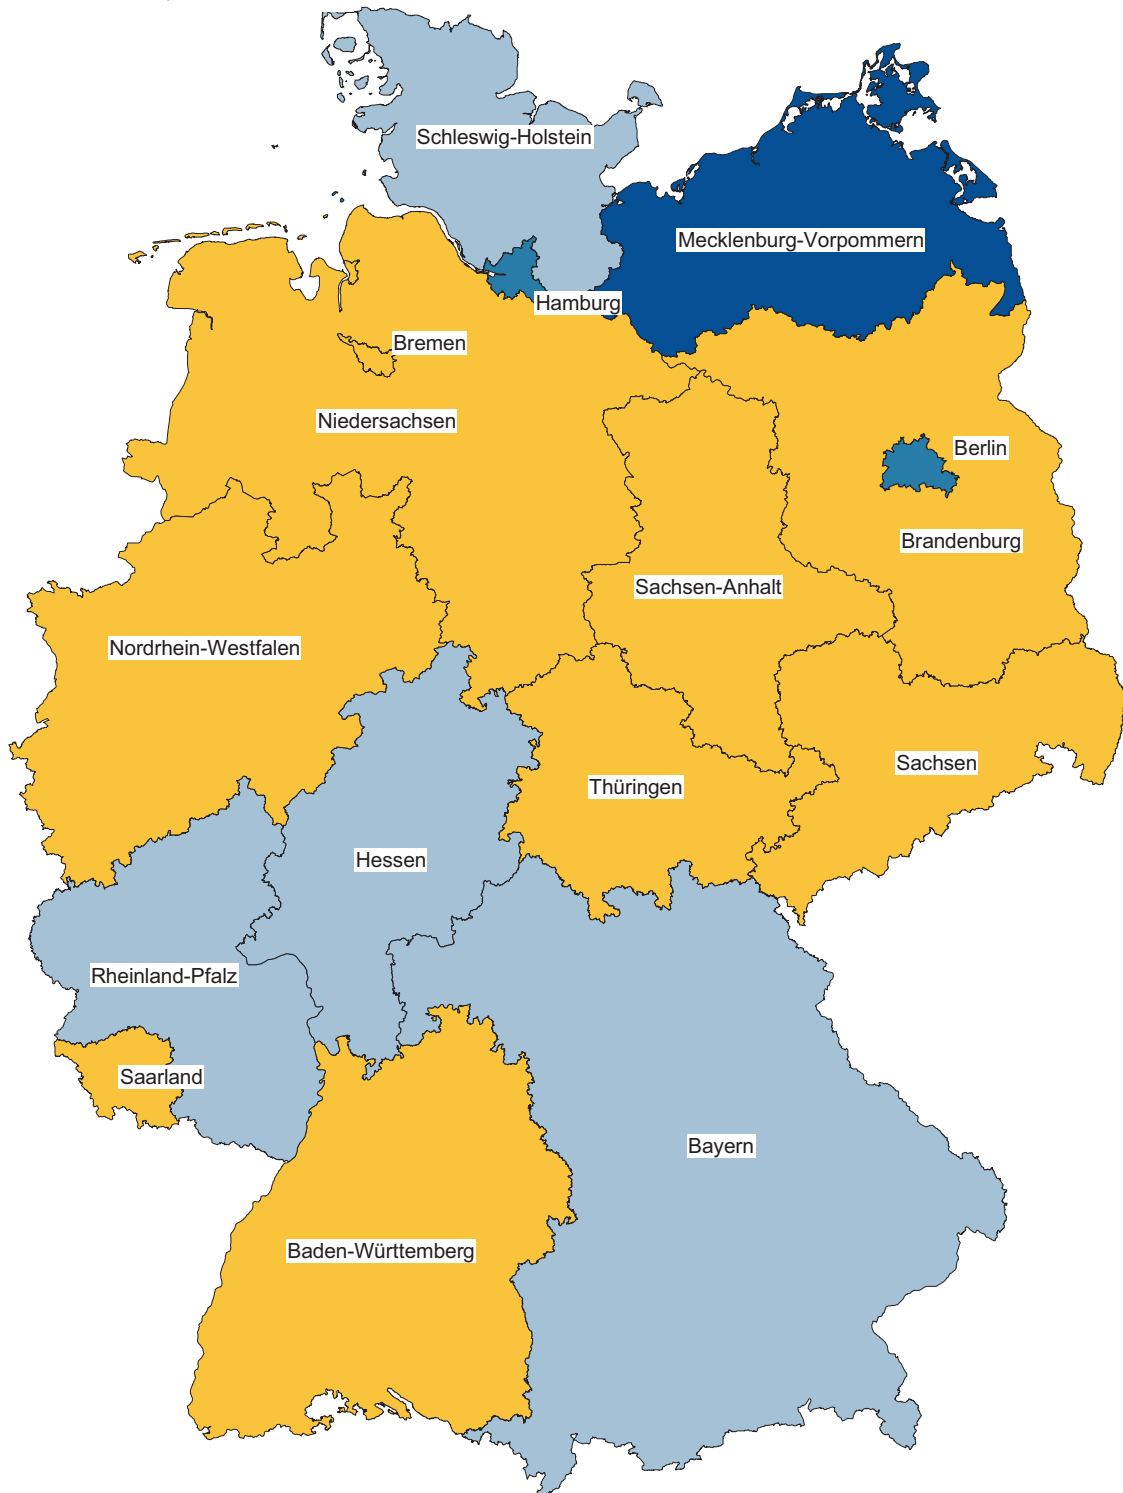 Schleswig-Holstein
Mecklenburg-Vorpommern
Hamburg
Bremen
Niedersachsen
Berlin
Brandenburg
Sachsen-Anhalt
Nordrhein-Westfalen
Sachsen
Thüringen
Hessen
Rheinland-Pfalz
Saarland
Bayern
Baden-Württemberg